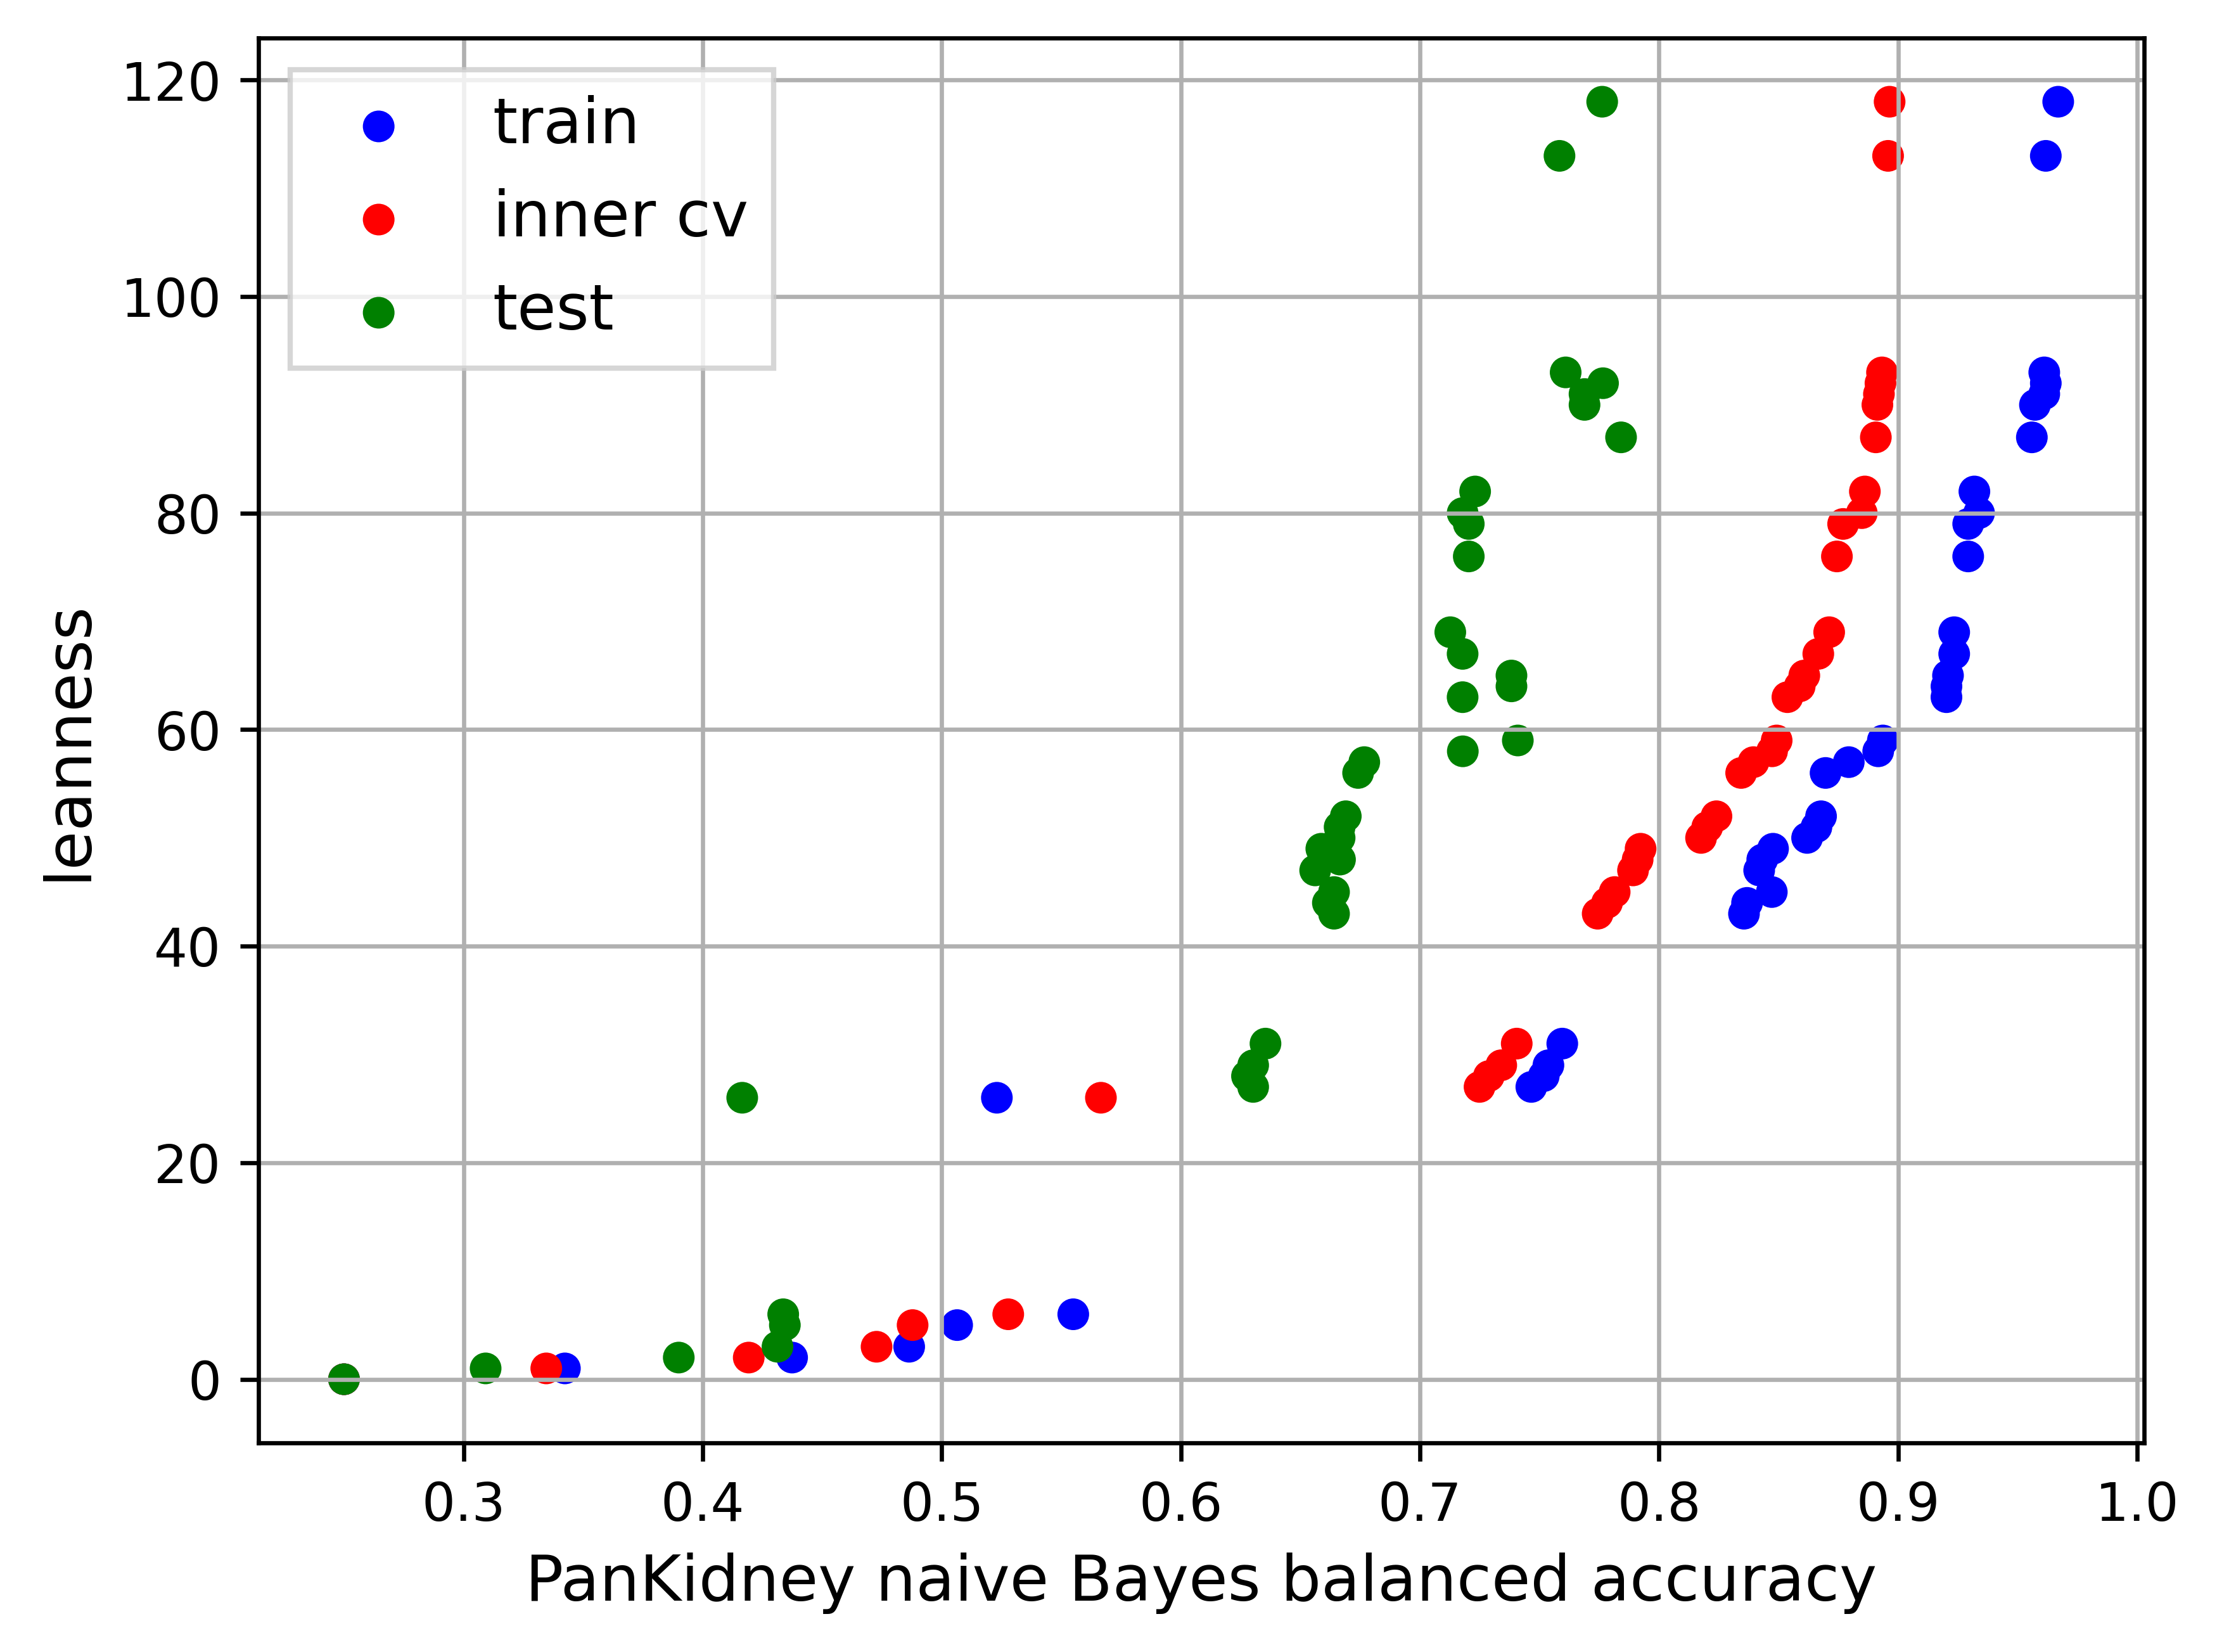 train
inner cv
test
120
100
80
60
40
20
0
leanness
0.3 0.4 0.5 0.6 0.7 0.8 0.9 1.0
PanKidney naive Bayes balanced accuracy